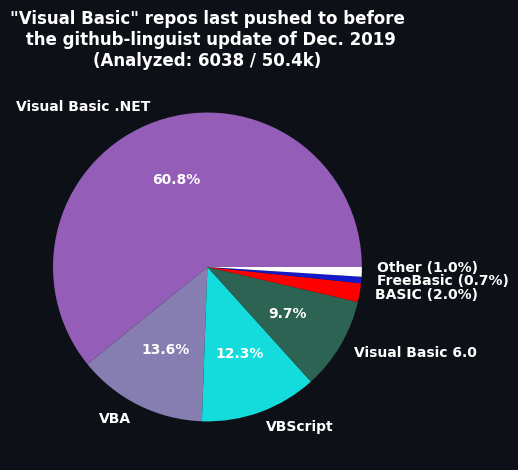 "Visual Basic" repos last pushed to before
the github-linguist update of Dec. 2019
(Analyzed: 6038 / 50.4k)
Visual Basic .NET
60.8%
Other (1.0%)
FreeBasic (0.7%)
BASIC (2.0%)
9.7%
Visual Basic 6.0
13.6%
12.3%
VBA
VBScript